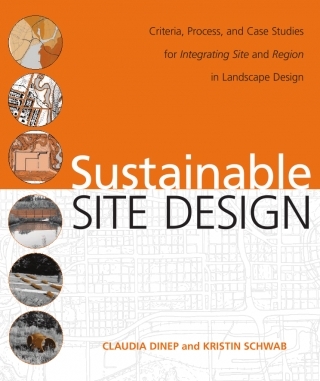 Criteria, Process, and Case Studies
for Integrating Site and Region
in Landscape Design
Sustainable
SITE DESIGN
CLAUDIA DINEP and KRISTIN SCHWAB